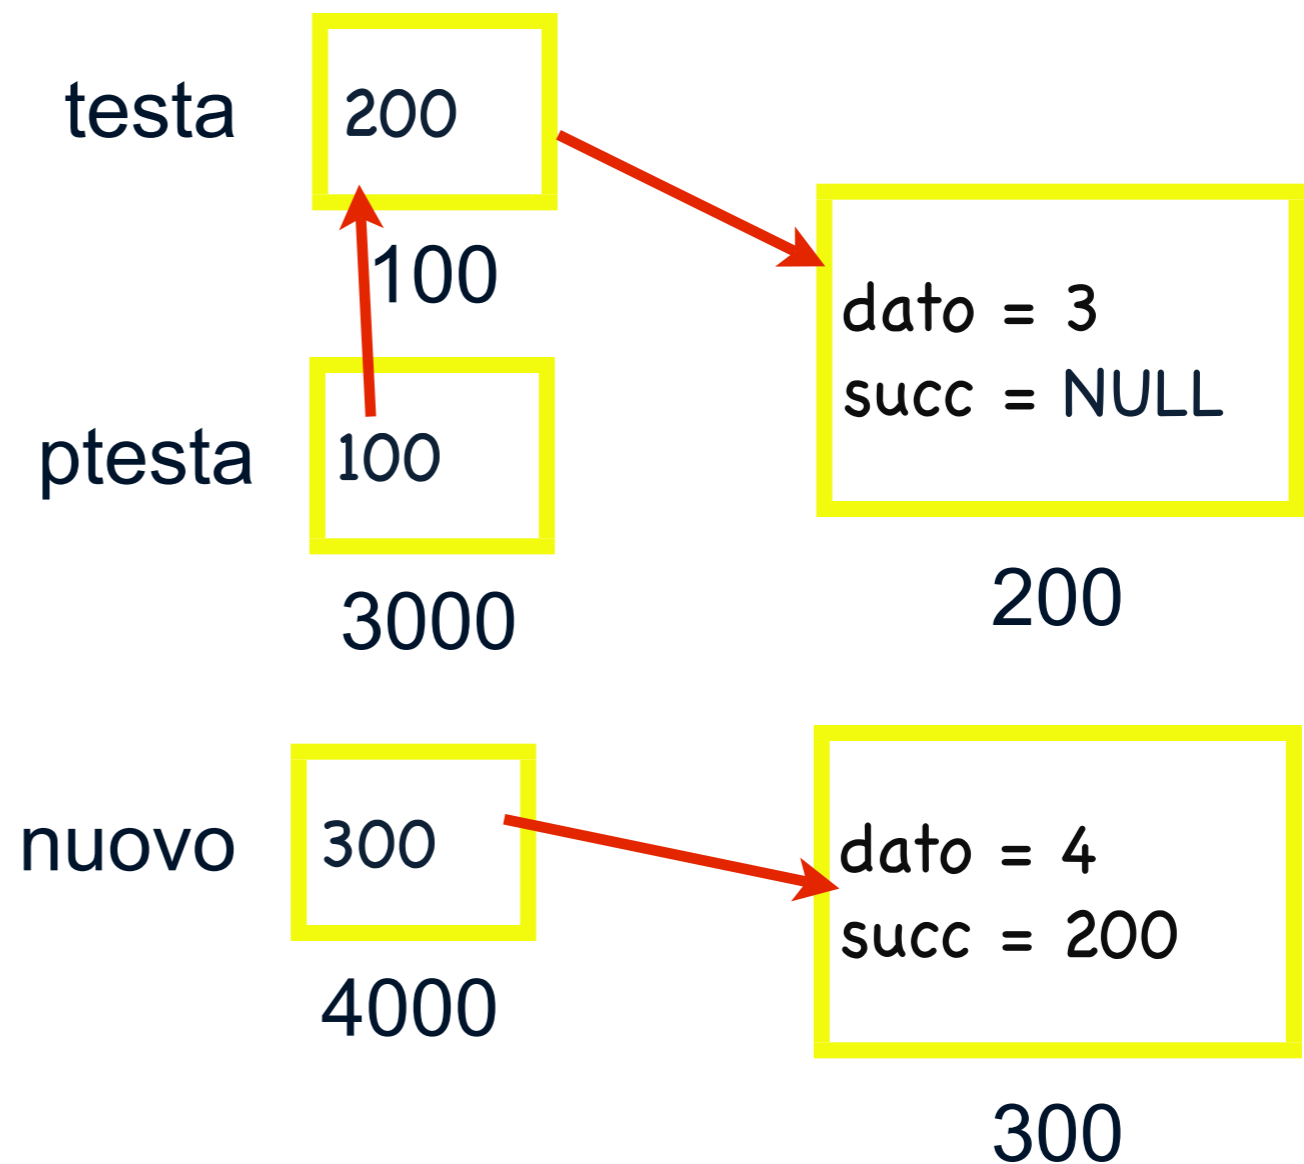 testa
200
100
dato = 3
succ = NULL
200
ptesta
100
3000
nuovo
300
4000
dato = 4
succ = 200
300